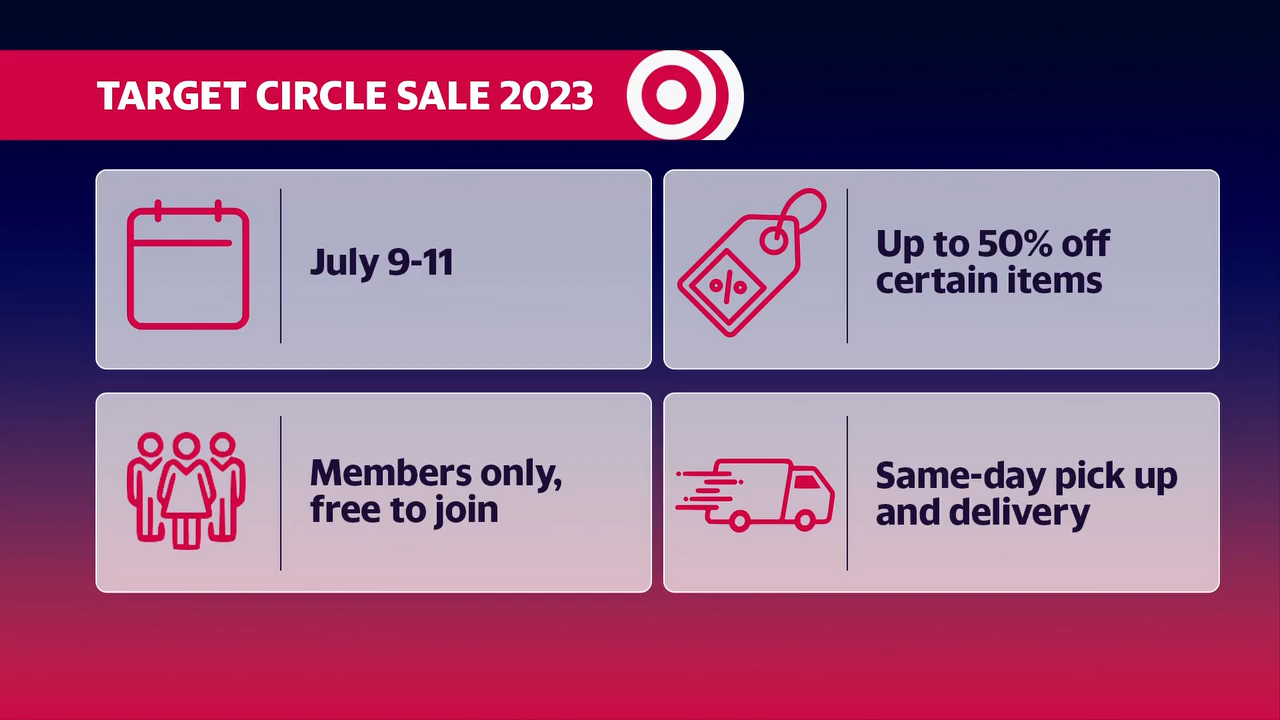 TARGET CIRCLE SALE 2023
July 9-11
Up to 50% off
certain items
%
Members only,
free to join
Same-day pick up
and delivery